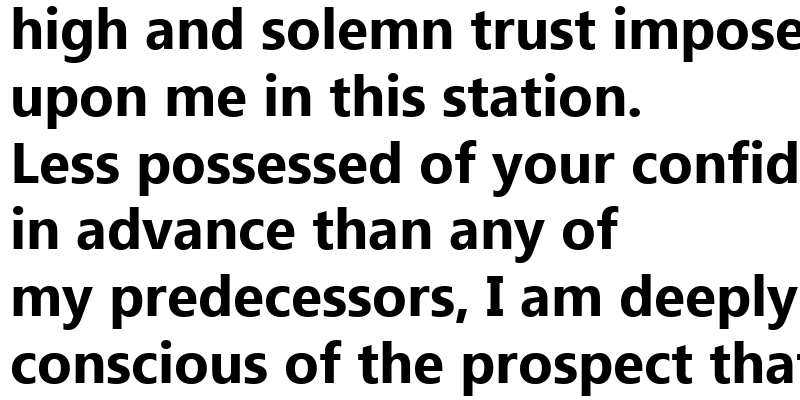 high and solemn trust impose
upon me in this station.
Less possessed of your confid
in advance than any of
my predecessors, I am deeply
conscious of the prospect that